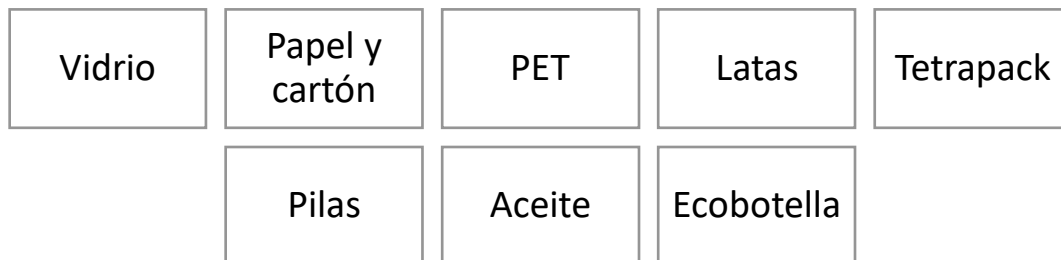 Vidrio
Papel y
cartón
PET
Latas
Tetrapack
Pilas
Aceite
Ecobotella